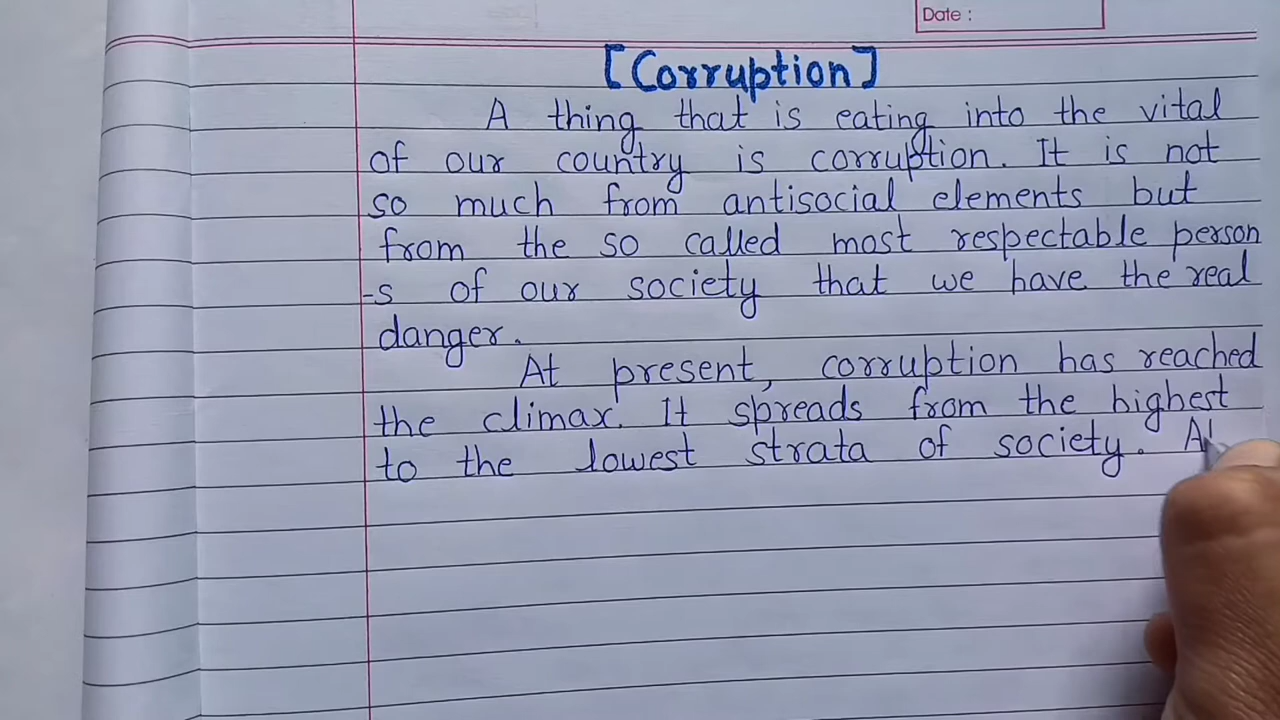 Date :
[Corruption]
A thing that is eating into the vital
of our country is corruption. It is not
so much from antisocial elements but
from the so called most respectable person
-s of our society that we have the real
danger.
At present, corruption has reached
the climax. It spreads from the highest
to the lowest strata of society.